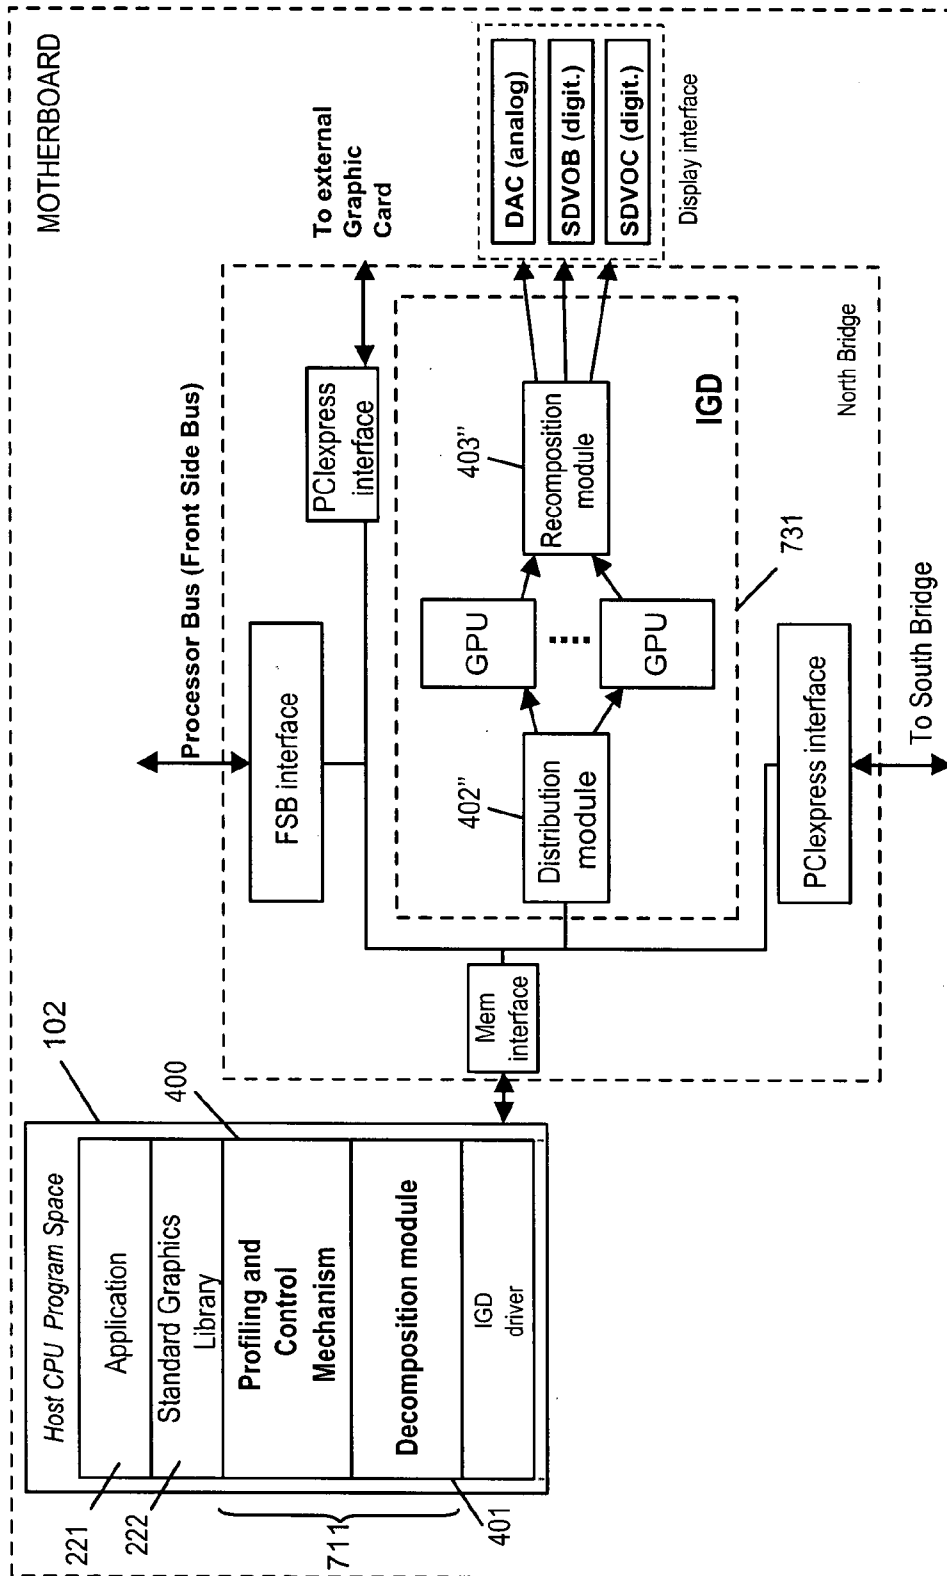 MOTHERBOARD
102
Host CPU Program Space
Application
Standard Graphics
Library
Profiling and
Control
Mechanism
Decomposition module
IGD
driver
221
222
711
400
401
Processor Bus (Front Side Bus)
FSB interface
PCIexpress
interface
To external
Graphic
Card
Mem
interface
402"
Distribution
module
GPU
GPU
403"
Recomposition
module
IGD
731
North Bridge
DAC (analog)
SDVOB (digit.)
SDVOC (digit.)
Display interface
PCIexpress interface
To South Bridge